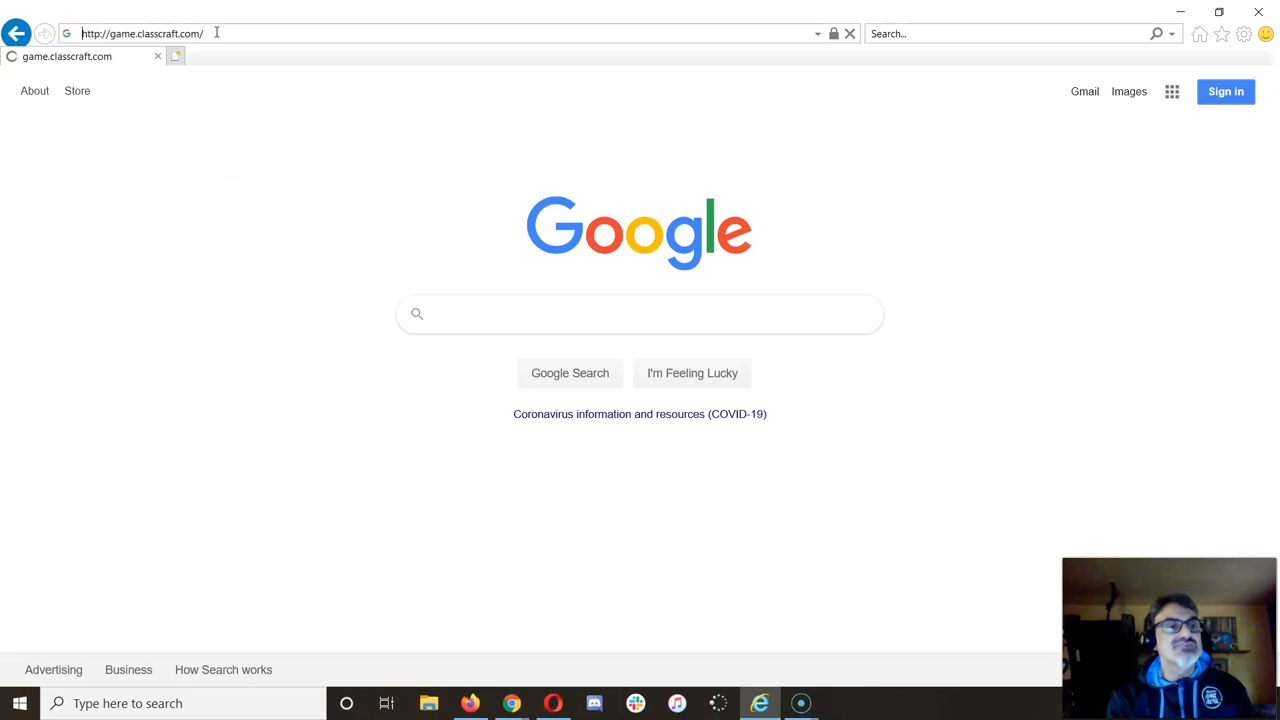 http://game.classcraft.com/
Search...
game.classcraft.com
About
Store
Gmail
Images
Sign in
Google
Google Search
I'm Feeling Lucky
Coronavirus information and resources (COVID-19)
Advertising
Business
How Search works
Type here to search